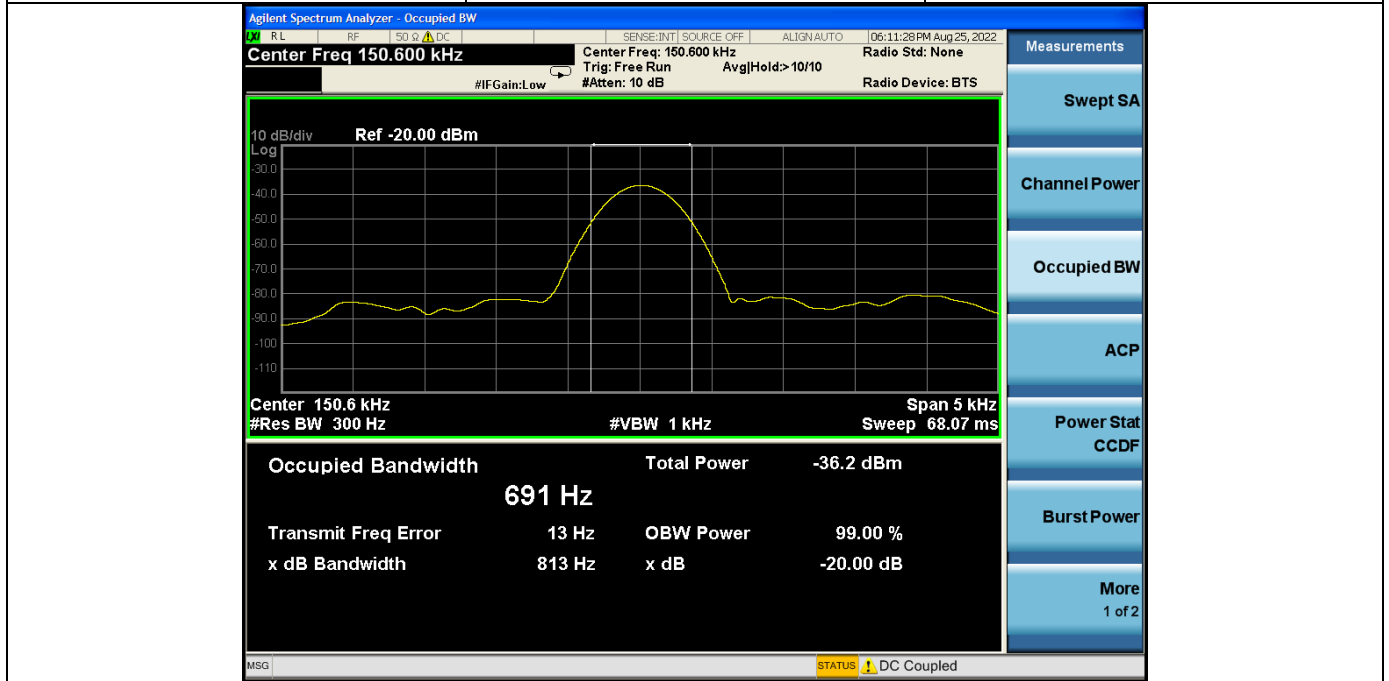 Agilent Spectrum Analyzer - Occupied BW
LXI RL RF 50 Ω DC SENSE:INT SOURCE OFF ALIGN AUTO 06:11:28 PM Aug 25, 2022
Center Freq 150.600 kHz
Center Freq: 150.600 kHz Radio Std: None
Trig: Free Run Avg|Hold:>10/10
#IFGain:Low #Atten: 10 dB Radio Device: BTS
10 dB/div Ref -20.00 dBm
Log
-30.0
-40.0
-50.0
-60.0
-70.0
-80.0
-90.0
-100
-110
Center 150.6 kHz Span 5 kHz
#Res BW 300 Hz #VBW 1 kHz Sweep 68.07 ms
Occupied Bandwidth Total Power -36.2 dBm
691 Hz
Transmit Freq Error 13 Hz OBW Power 99.00 %
x dB Bandwidth 813 Hz x dB -20.00 dB
MSG STATUS DC Coupled
Measurements
Swept SA
Channel Power
Occupied BW
ACP
Power Stat
CCDF
Burst Power
More
1 of 2